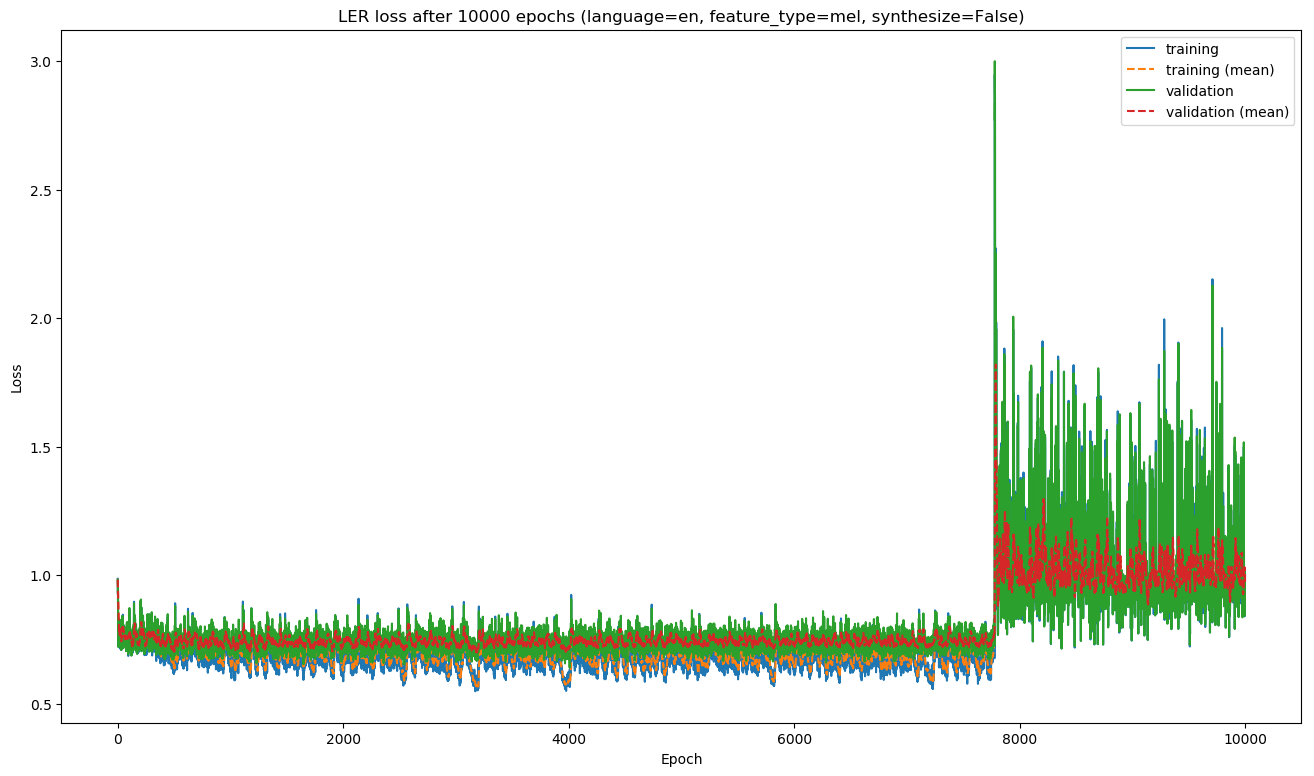 LER loss after 10000 epochs (language=en, feature_type=mel, synthesize=False)
training
training (mean)
validation
validation (mean)
3.0
2.5
2.0
1.5
1.0
0.5
Loss
0
2000
4000
6000
8000
10000
Epoch